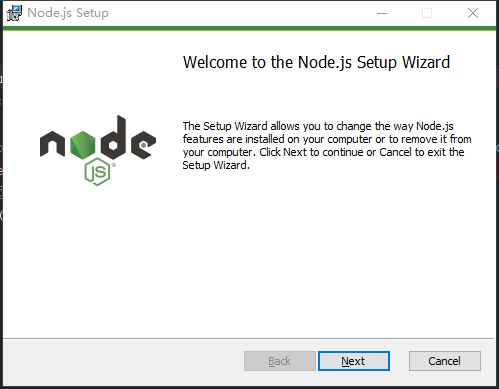 Node.js Setup
Welcome to the Node.js Setup Wizard
The Setup Wizard allows you to change the way Node.js
features are installed on your computer or to remove it from
your computer. Click Next to continue or Cancel to exit the
Setup Wizard.
node
JS
Back
Next
Cancel